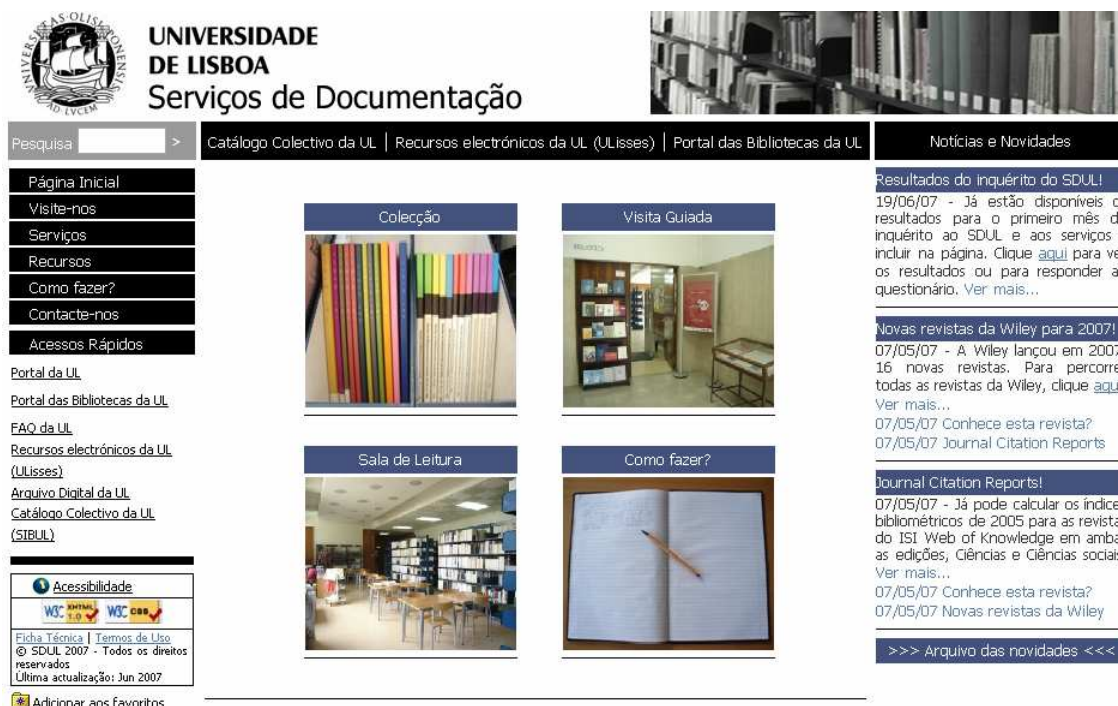 UNIVERSIDADE
DE LISBOA
Serviços de Documentação
Pesquisa >
Catálogo Colectivo da UL | Recursos electrónicos da UL (ULisses) | Portal das Bibliotecas da UL
Página Inicial
Visite-nos
Serviços
Recursos
Como fazer?
Contacte-nos
Acessos Rápidos
Portal da UL
Portal das Bibliotecas da UL
FAQ da UL
Recursos electrónicos da UL
(ULisses)
Arquivo Digital da UL
Catálogo Colectivo da UL
(SIBUL)
Acessibilidade
W3C XHTML 1.0 W3C CSS
Ficha Técnica | Termos de Uso
© SDUL 2007 - Todos os direitos
reservados
Última actualização: Jun 2007
Adicionar aos favoritos
Colecção
Visita Guiada
Sala de Leitura
Como fazer?
Notícias e Novidades
Resultados do inquérito do SDUL!
19/06/07 - Já estão disponíveis
resultados para o primeiro mês
inquérito ao SDUL e aos serviços
incluir na página. Clique aqui para
os resultados ou para responder
questionário. Ver mais...
Novas revistas da Wiley para 2007!
07/05/07 - A Wiley lançou em 2007
16 novas revistas. Para
todas as revistas da Wiley, clique
Ver mais...
07/05/07 Conhece esta revista?
07/05/07 Journal Citation Reports
Journal Citation Reports!
07/05/07 - Já pode calcular os
bibliométricos de 2005 para as
do ISI Web of Knowledge em
as edições, Ciências e Ciências
Ver mais...
07/05/07 Conhece esta revista?
07/05/07 Novas revistas da Wiley
>>> Arquivo das novidades <<<